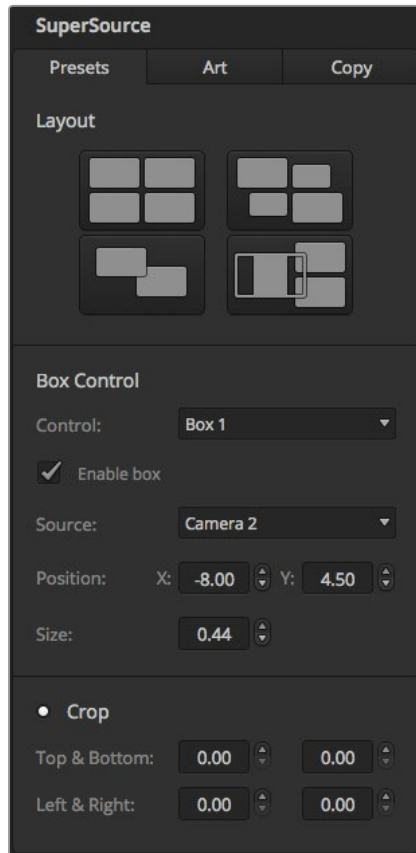 SuperSource
Presets Art Copy
Layout
Box Control
Control: Box 1
Enable box
Source: Camera 2
Position: X: -8.00 Y: 4.50
Size: 0.44
Crop
Top & Bottom: 0.00 0.00
Left & Right: 0.00 0.00